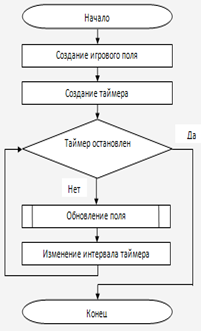 Начало
Создание игрового поля
Создание таймера
Таймер остановлен
Да
Нет
Обновление поля
Изменение интервала таймера
Конец